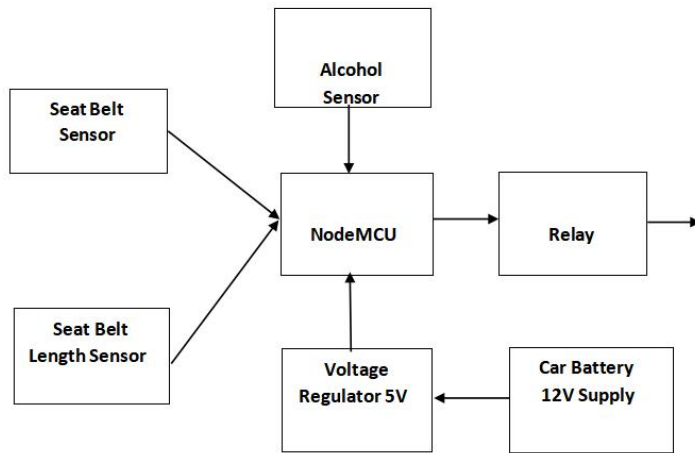 Alcohol
Sensor
Seat Belt
Sensor
NodeMCU
Relay
Seat Belt
Length Sensor
Voltage
Regulator 5V
Car Battery
12V Supply